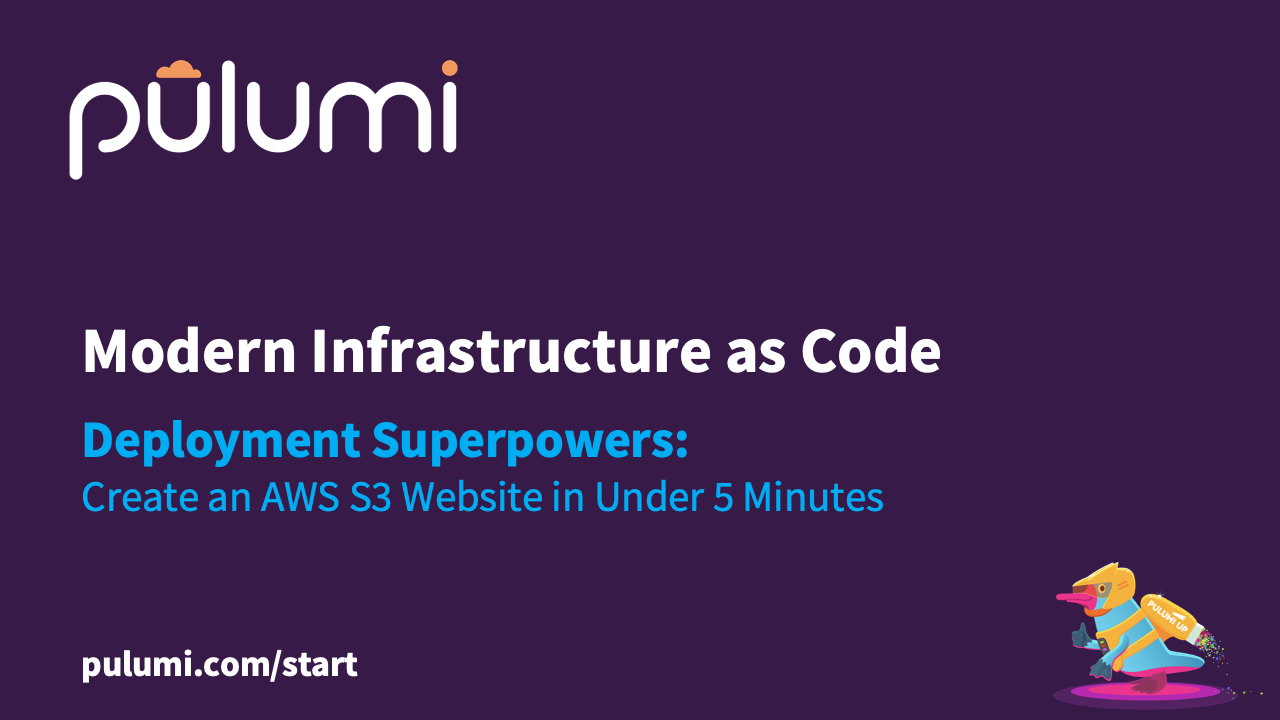 pulumi
Modern Infrastructure as Code
Deployment Superpowers:
Create an AWS S3 Website in Under 5 Minutes
PULUMI UP
pulumi.com/start